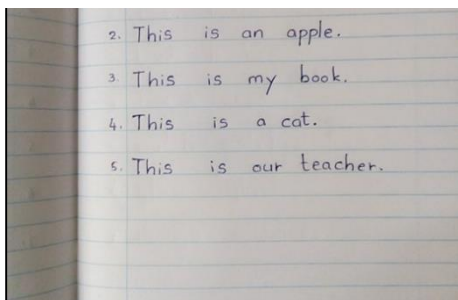 2. This is an apple.
3. This is my book.
4. This is a cat.
5. This is our teacher.